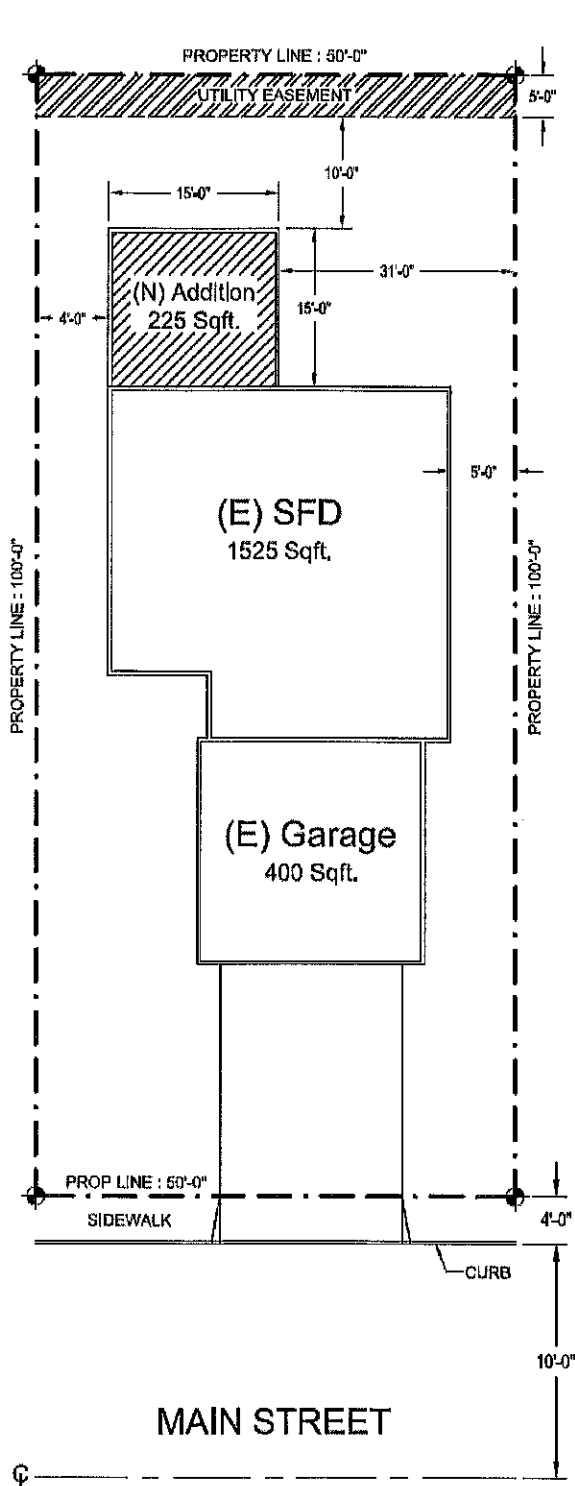 PROPERTY LINE : 50'-0"
UTILITY EASEMENT
5'-0"
10'-0"
15'-0"
31'-0"
(N) Addition
225 Sqft.
15'-0"
4'-0"
5'-0"
(E) SFD
1525 Sqft.
PROPERTY LINE : 100'-0"
PROPERTY LINE : 100'-0"
(E) Garage
400 Sqft.
PROP LINE : 50'-0"
SIDEWALK
4'-0"
CURB
10'-0"
MAIN STREET
℄